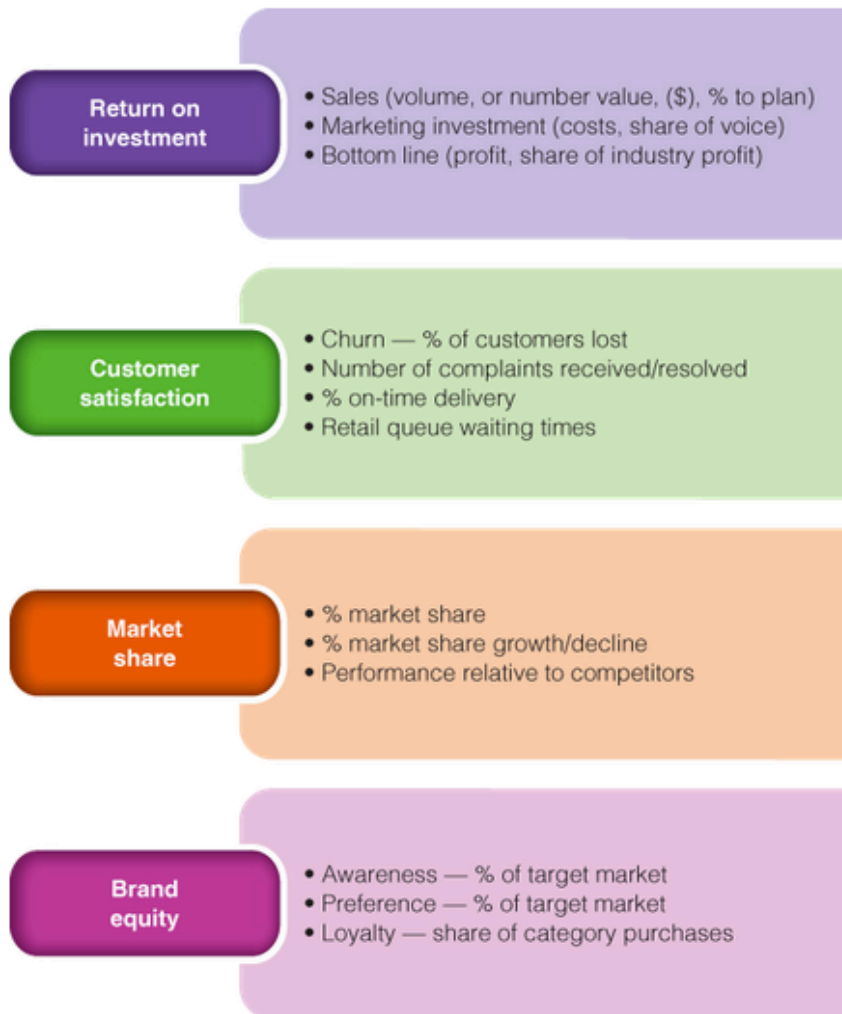 Return on
investment
• Sales (volume, or number value, ($), % to plan)
• Marketing investment (costs, share of voice)
• Bottom line (profit, share of industry profit)
Customer
satisfaction
• Churn — % of customers lost
• Number of complaints received/resolved
• % on-time delivery
• Retail queue waiting times
Market
share
• % market share
• % market share growth/decline
• Performance relative to competitors
Brand
equity
• Awareness — % of target market
• Preference — % of target market
• Loyalty — share of category purchases